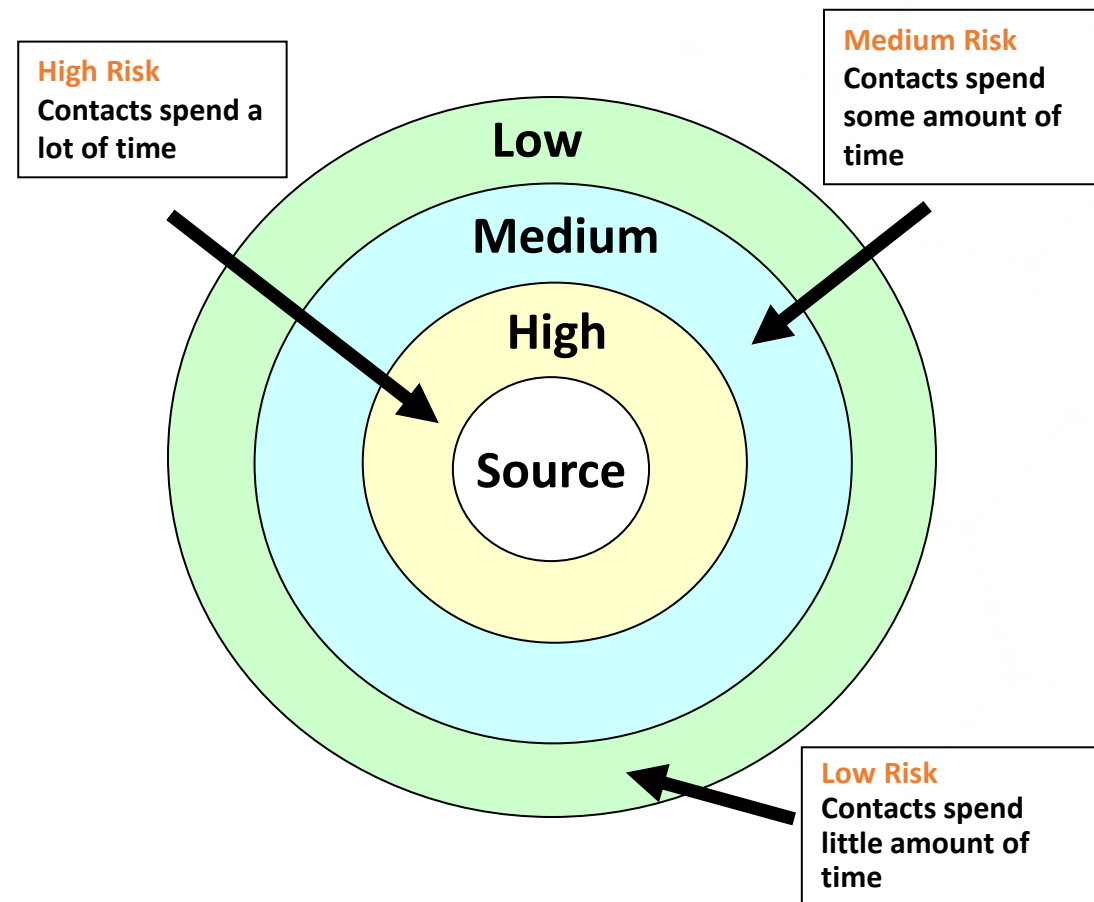 High Risk
Contacts spend a
lot of time
Medium Risk
Contacts spend
some amount of
time
Low
Medium
High
Source
Low Risk
Contacts spend
little amount of
time